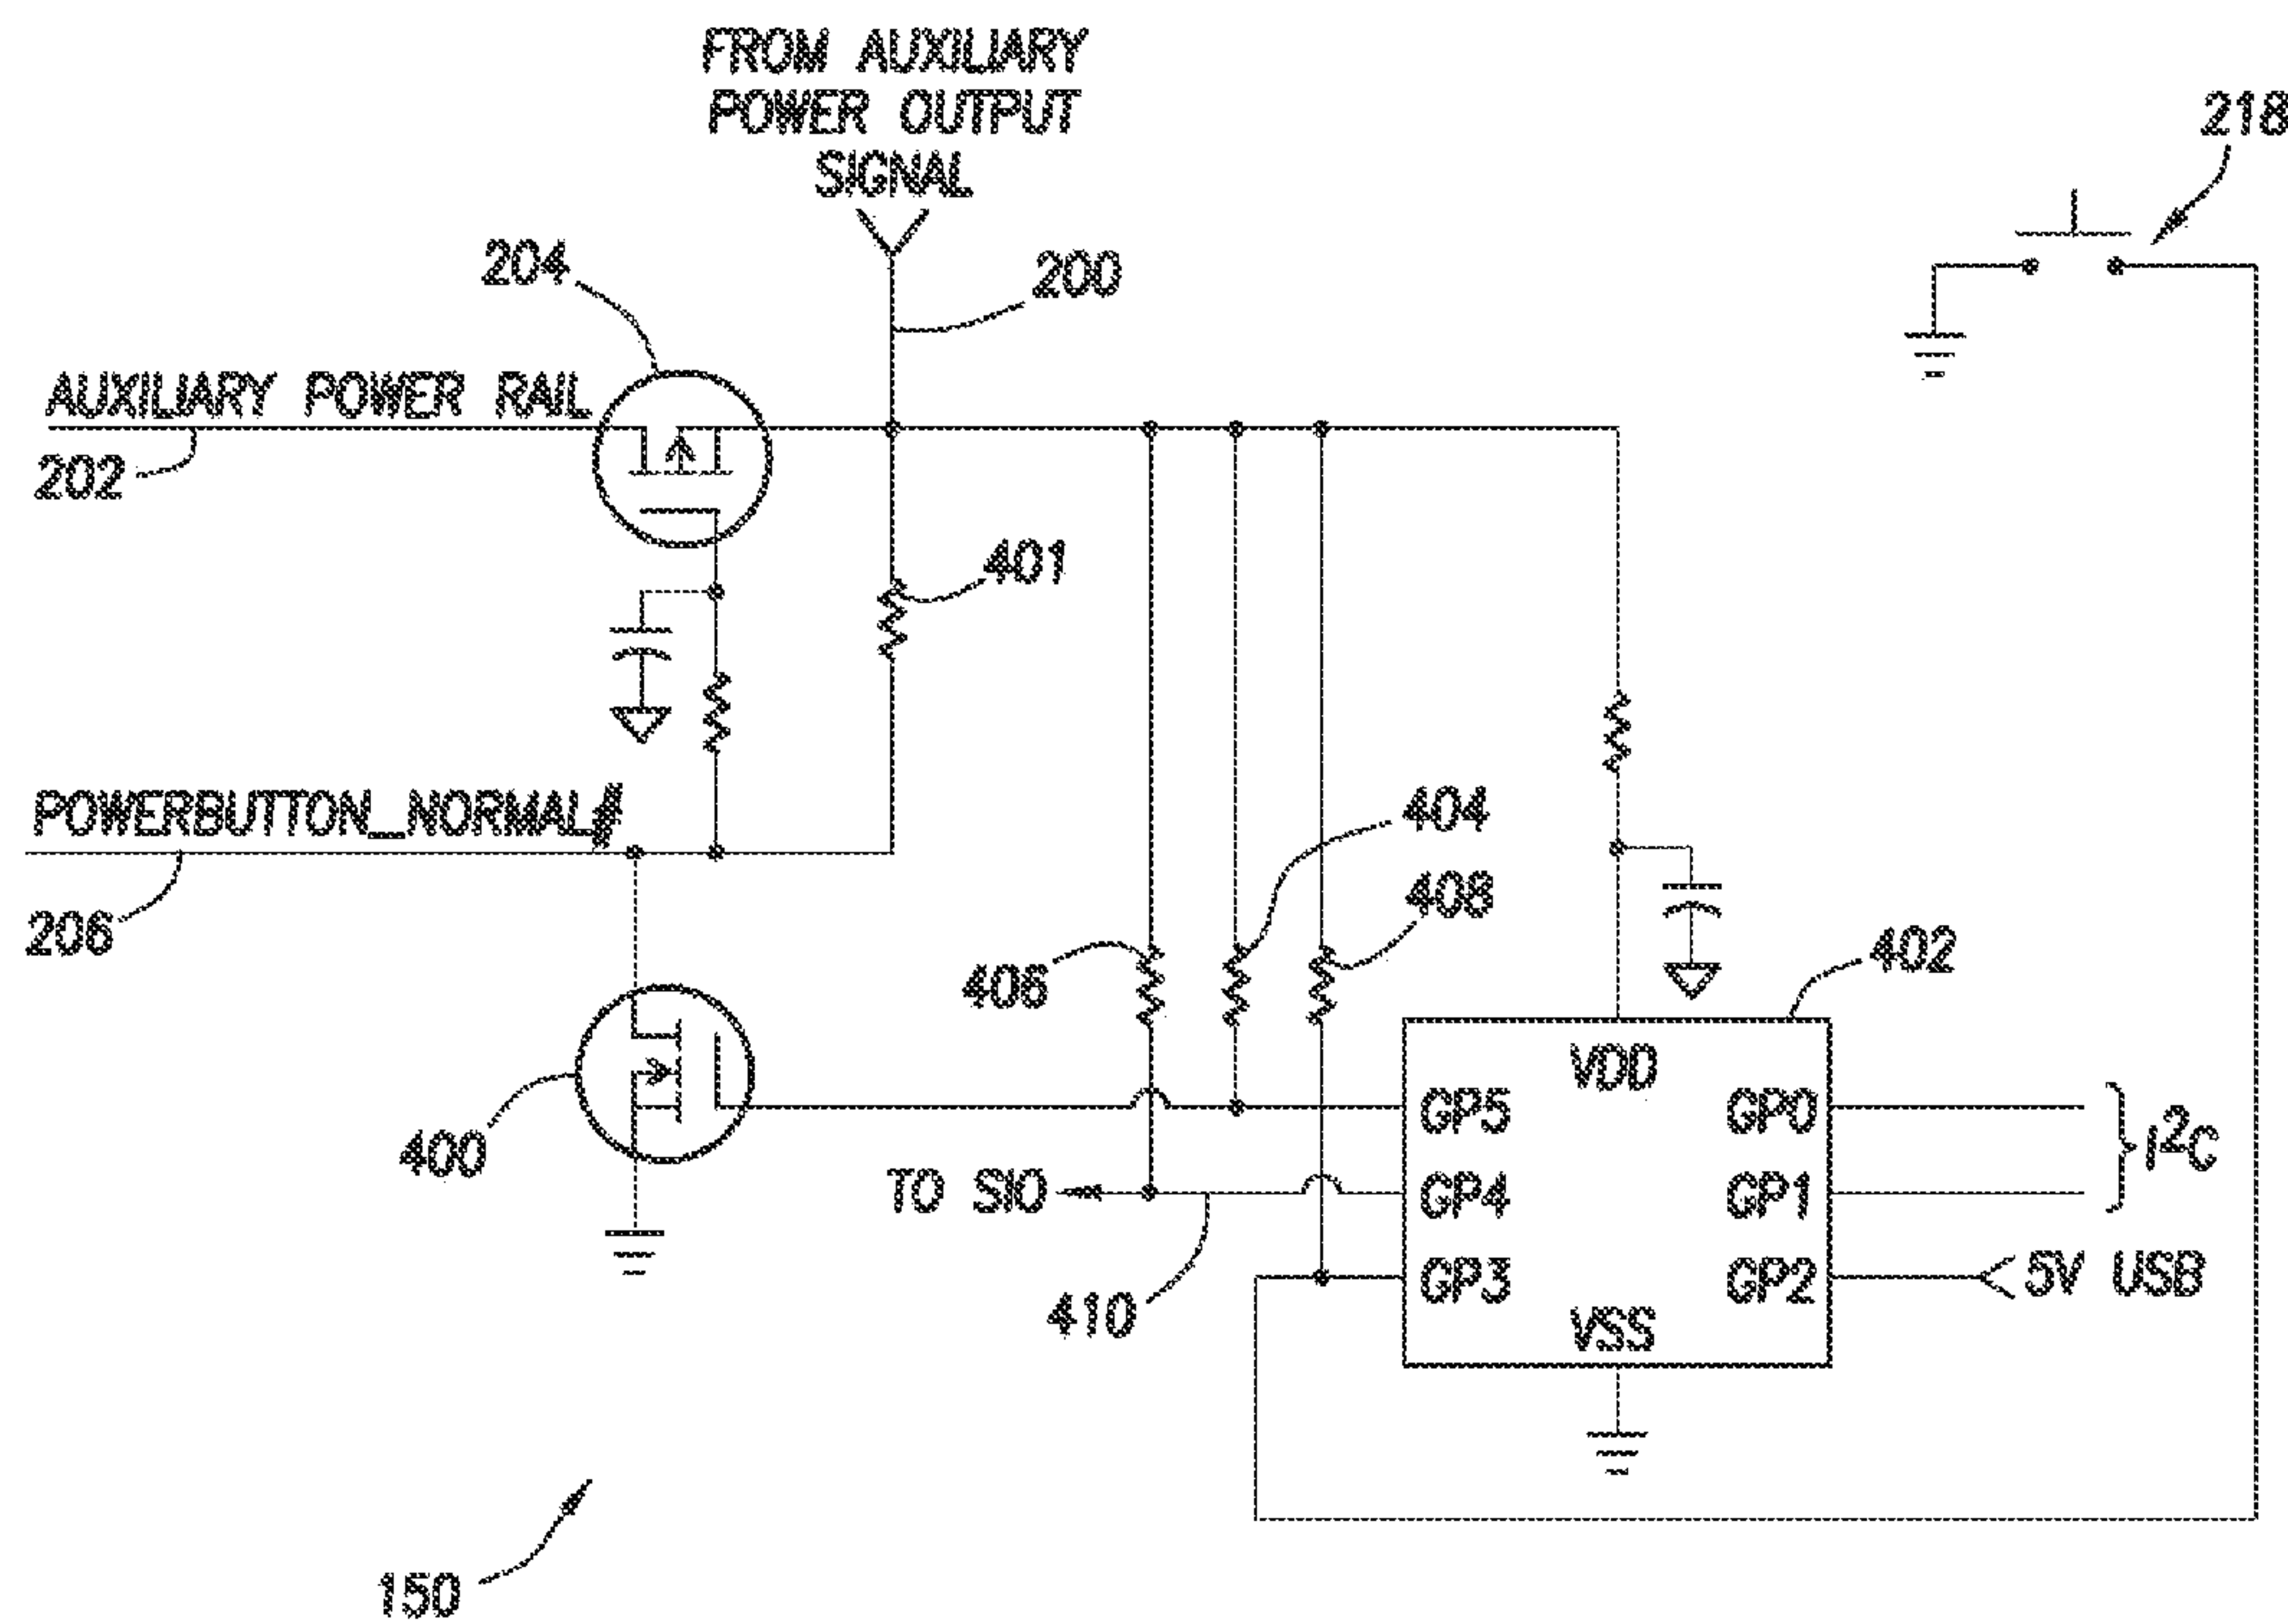 FROM AUXILIARY
POWER OUTPUT
SIGNAL
218
204
200
AUXILIARY POWER RAIL
202
401
POWERBUTTON_NORMAL#
206
404
408
406
402
400
VDD
GP5
GP0
I²C
TO SIO
GP4
GP1
GP3
GP2
5V USB
410
VSS
150